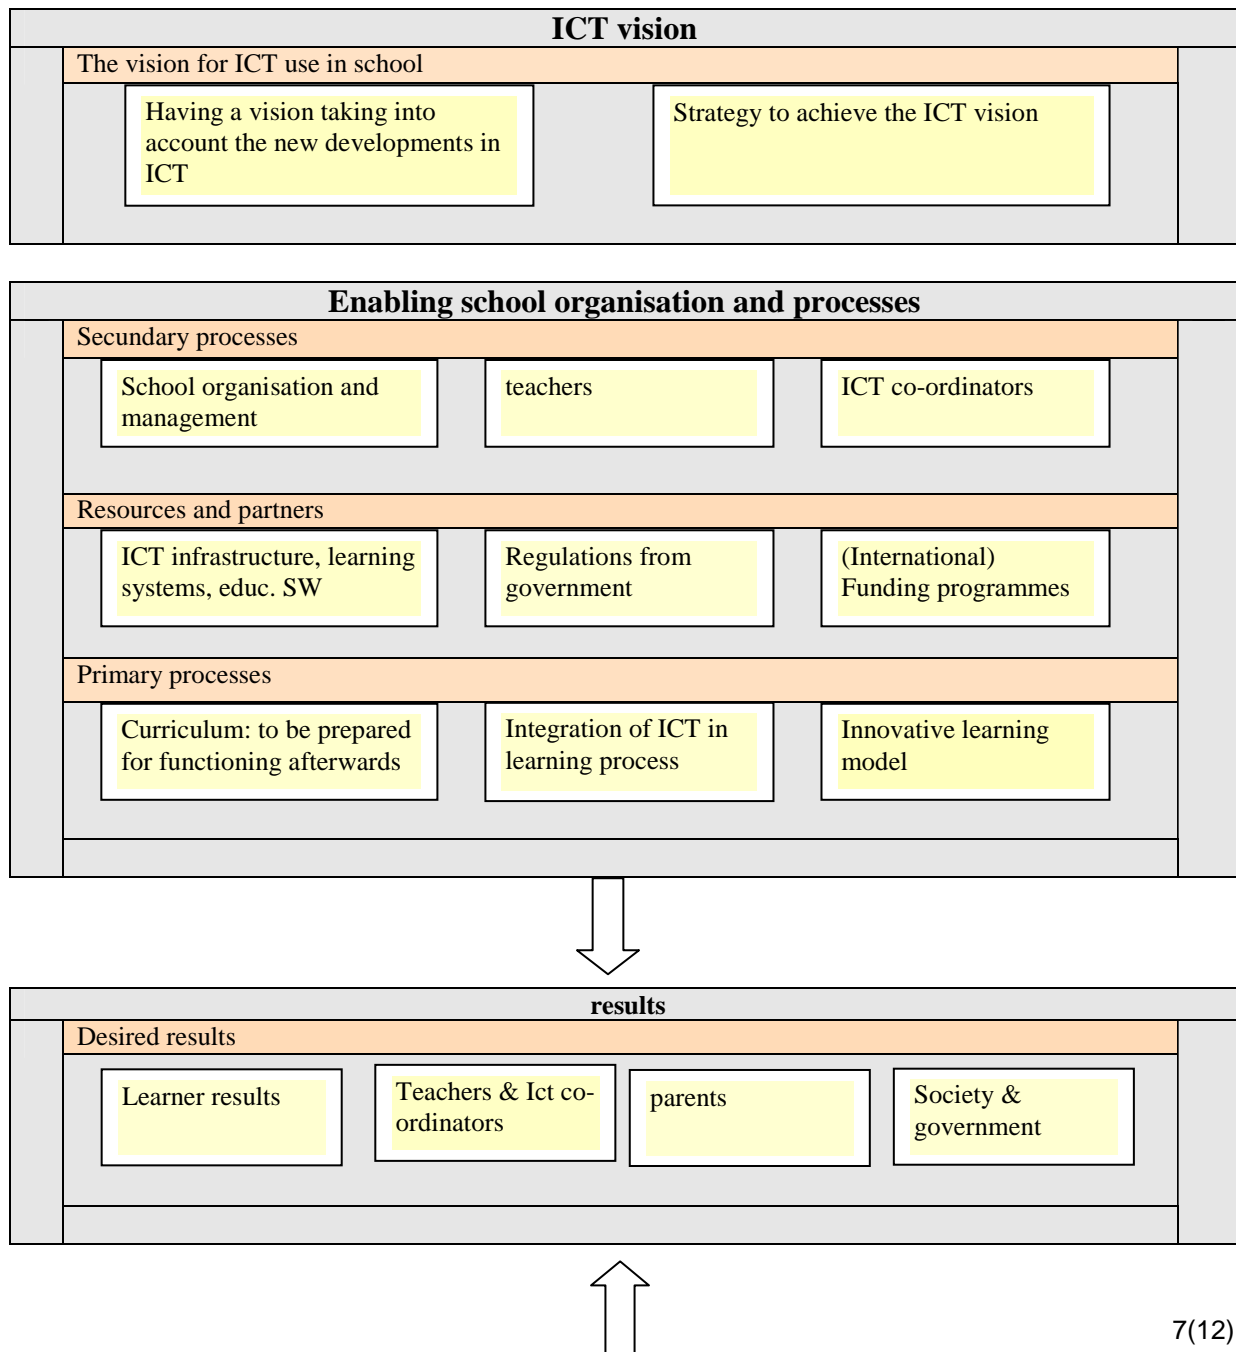 ICT vision
The vision for ICT use in school
Having a vision taking into
account the new developments in
ICT
Strategy to achieve the ICT vision
Enabling school organisation and processes
Secundary processes
School organisation and
management
teachers
ICT co-ordinators
Resources and partners
ICT infrastructure, learning
systems, educ. SW
Regulations from
government
(International)
Funding programmes
Primary processes
Curriculum: to be prepared
for functioning afterwards
Integration of ICT in
learning process
Innovative learning
model
results
Desired results
Learner results
Teachers & Ict co-
ordinators
parents
Society &
government
7(12)